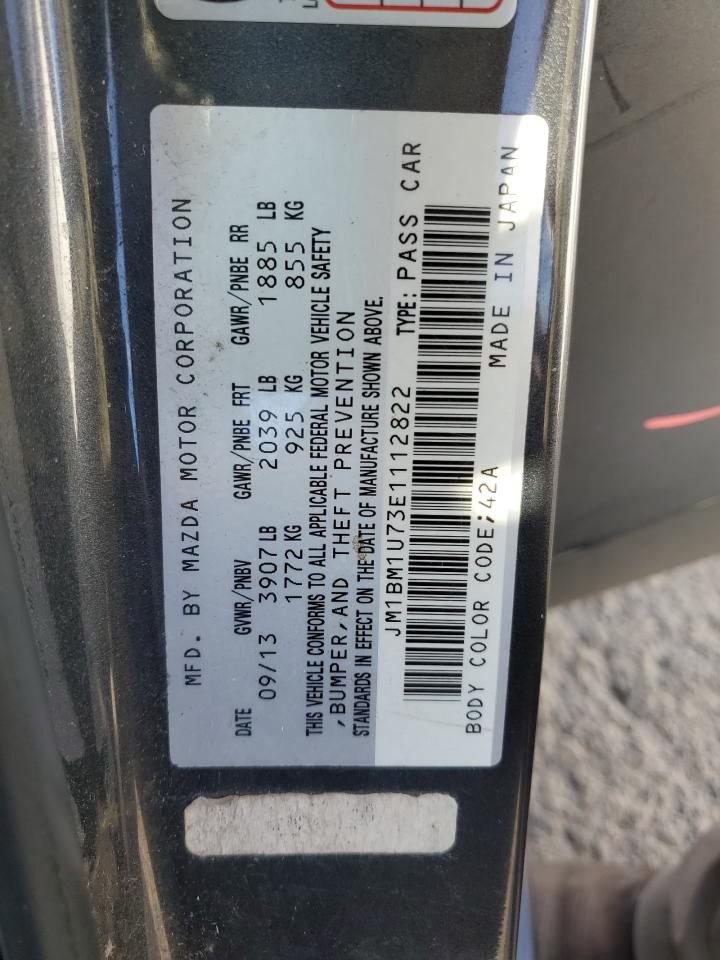 MFD. BY MAZDA MOTOR CORPORATION
DATE GVWR/PNBV GAWR/PNBE FRT GAWR/PNBE RR
09/13 3907 LB 2039 LB 1885 LB
1772 KG 925 KG 855 KG
THIS VEHICLE CONFORMS TO ALL APPLICABLE FEDERAL MOTOR VEHICLE SAFETY
,BUMPER,AND THEFT PREVENTION
STANDARDS IN EFFECT ON THE DATE OF MANUFACTURE SHOWN ABOVE.
JM1BM1U73E1112822 TYPE: PASS CAR
BODY COLOR CODE:42A MADE IN JAPAN